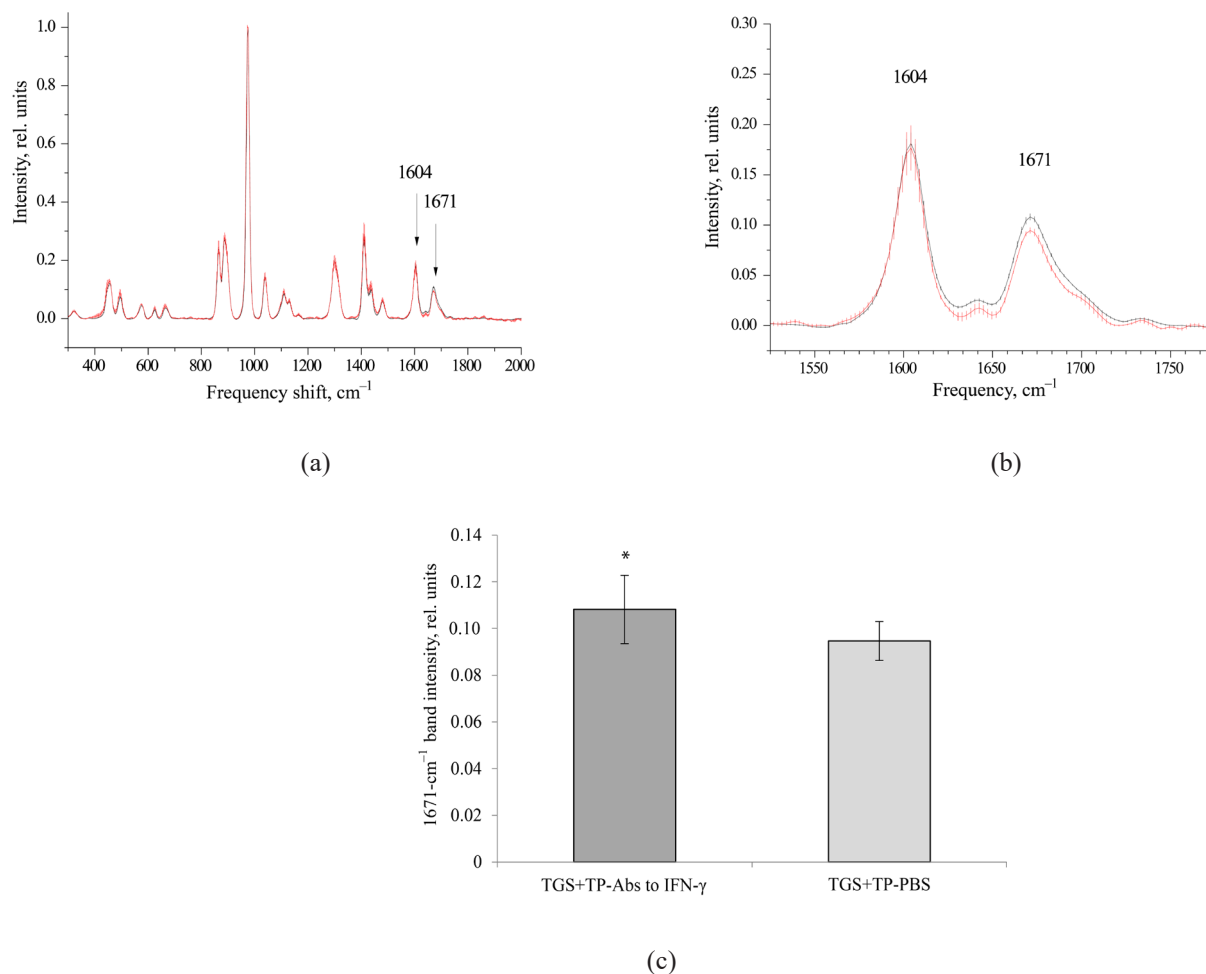 1.0
0.8
0.6
0.4
0.2
0.0
Intensity, rel. units
1604
1671
400 600 800 1000 1200 1400 1600 1800 2000
Frequency shift, cm⁻¹
(a)
0.30
0.25
0.20
0.15
0.10
0.05
0.00
Intensity, rel. units
1604
1671
1550 1600 1650 1700 1750
Frequency, cm⁻¹
(b)
0.14
0.12
0.10
0.08
0.06
0.04
0.02
0
1671-cm⁻¹ band intensity, rel. units
*
TGS+TP-Abs to IFN-γ TGS+TP-PBS
(c)